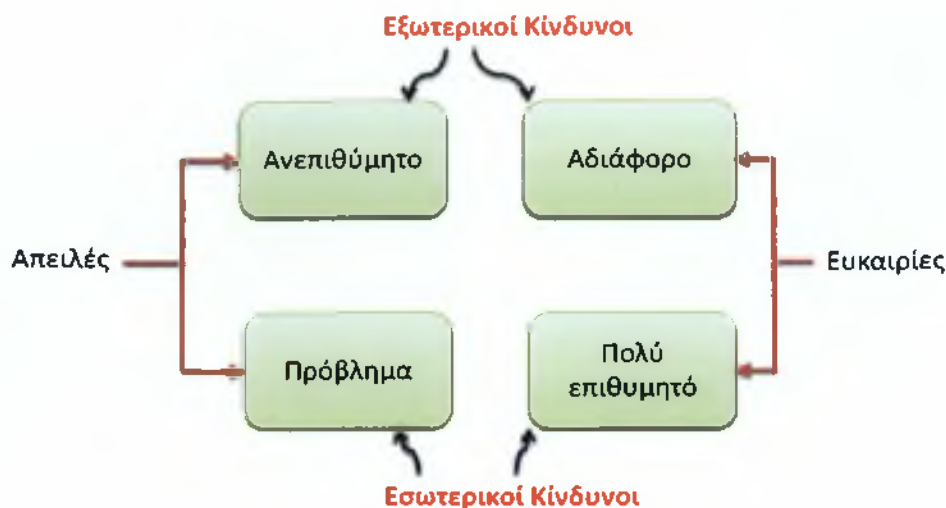 Εξωτερικοί Κίνδυνοι
Ανεπιθύμητο
Αδιάφορο
Απειλές
Ευκαιρίες
Πρόβλημα
Πολύ
επιθυμητό
Εσωτερικοί Κίνδυνοι